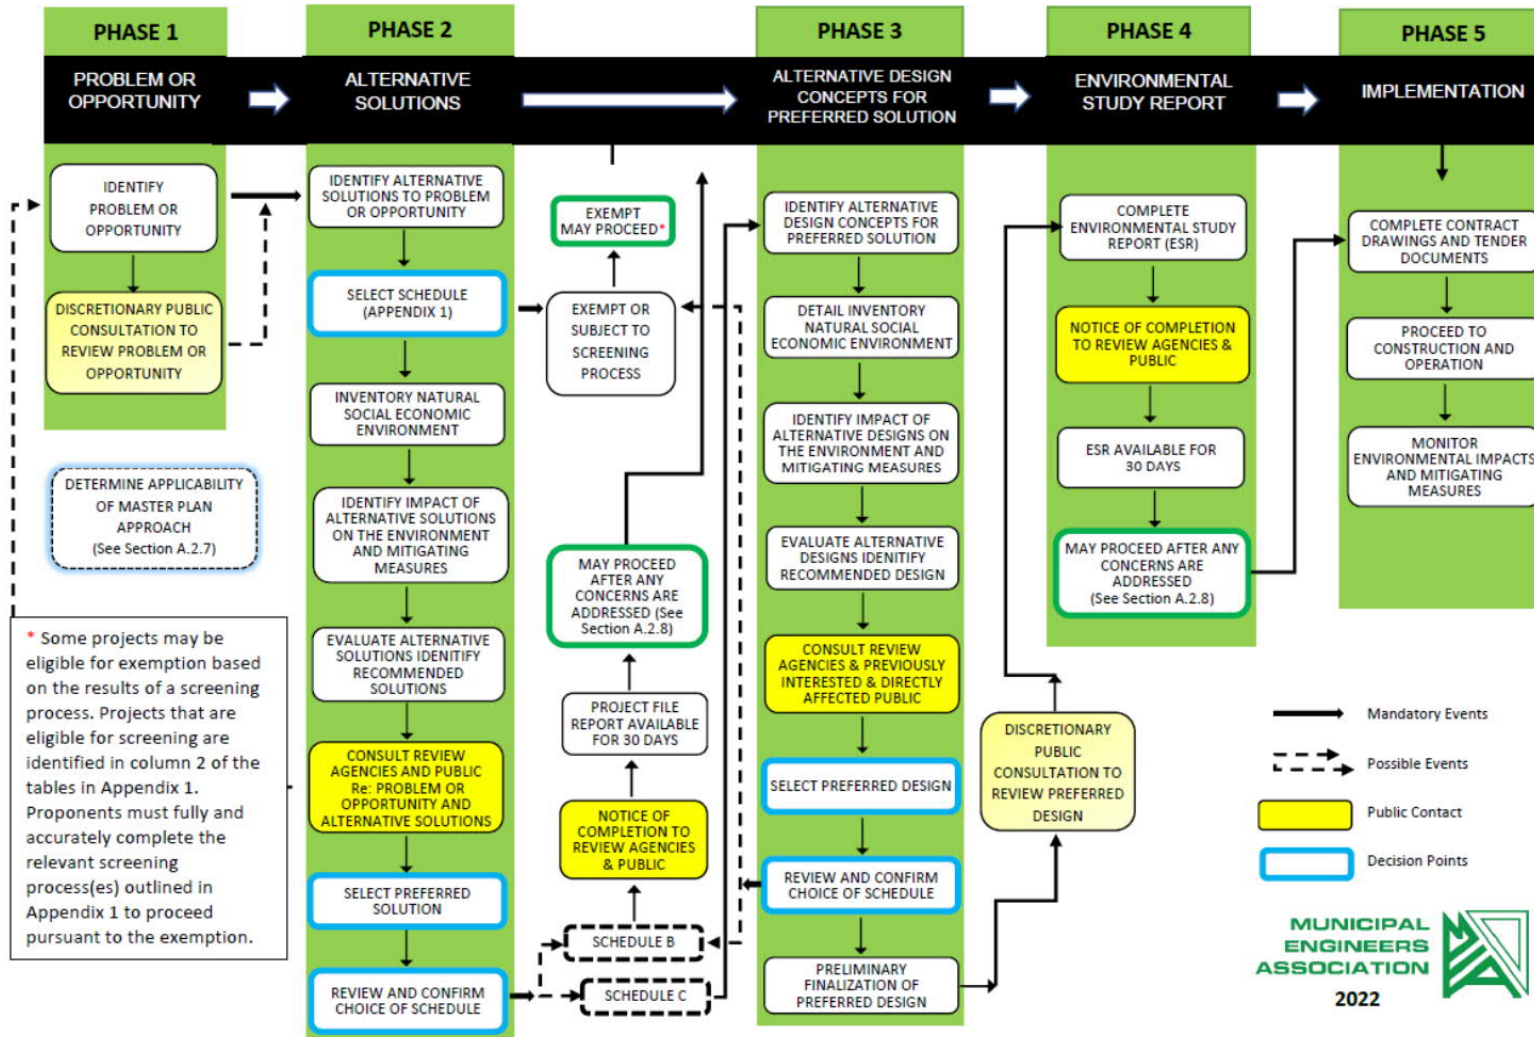 PHASE 1
PROBLEM OR
OPPORTUNITY
IDENTIFY
PROBLEM OR
OPPORTUNITY
DISCRETIONARY PUBLIC
CONSULTATION TO
REVIEW PROBLEM OR
OPPORTUNITY
DETERMINE APPLICABILITY
OF MASTER PLAN
APPROACH
(See Section A.2.7)
* Some projects may be
eligible for exemption based
on the results of a screening
process. Projects that are
eligible for screening are
identified in column 2 of the
tables in Appendix 1.
Proponents must fully and
accurately complete the
relevant screening
process(es) outlined in
Appendix 1 to proceed
pursuant to the exemption.
PHASE 2
ALTERNATIVE
SOLUTIONS
IDENTIFY ALTERNATIVE
SOLUTIONS TO PROBLEM
OR OPPORTUNITY
SELECT SCHEDULE
(APPENDIX 1)
INVENTORY NATURAL
SOCIAL ECONOMIC
ENVIRONMENT
IDENTIFY IMPACT OF
ALTERNATIVE SOLUTIONS
ON THE ENVIRONMENT
AND MITIGATING
MEASURES
EVALUATE ALTERNATIVE
SOLUTIONS IDENITIFY
RECOMMENDED
SOLUTIONS
CONSULT REVIEW
AGENCIES AND PUBLIC
Re: PROBLEM OR
OPPORTUNITY AND
ALTERNATIVE SOLUTIONS
SELECT PREFERRED
SOLUTION
REVIEW AND CONFIRM
CHOICE OF SCHEDULE
EXEMPT
MAY PROCEED*
EXEMPT OR
SUBJECT TO
SCREENING
PROCESS
MAY PROCEED
AFTER ANY
CONCERNS ARE
ADDRESSED (See
Section A.2.8)
PROJECT FILE
REPORT AVAILABLE
FOR 30 DAYS
NOTICE OF
COMPLETION TO
REVIEW AGENCIES
& PUBLIC
SCHEDULE B
SCHEDULE C
PHASE 3
ALTERNATIVE DESIGN
CONCEPTS FOR
PREFERRED SOLUTION
IDENTIFY ALTERNATIVE
DESIGN CONCEPTS FOR
PREFERRED SOLUTION
DETAIL INVENTORY
NATURAL SOCIAL
ECONOMIC ENVIRONMENT
IDENTIFY IMPACT OF
ALTERNATIVE DESIGNS ON
THE ENVIRONMENT AND
MITIGATING MEASURES
EVALUATE ALTERNATIVE
DESIGNS IDENITIFY
RECOMMENDED DESIGN
CONSULT REVIEW
AGENCIES & PREVIOUSLY
INTERESTED & DIRECTLY
AFFECTED PUBLIC
SELECT PREFERRED DESIGN
REVIEW AND CONFIRM
CHOICE OF SCHEDULE
PRELIMINARY
FINALIZATION OF
PREFERRED DESIGN
DISCRETIONARY
PUBLIC
CONSULTATION TO
REVIEW PREFERRED
DESIGN
PHASE 4
ENVIRONMENTAL
STUDY REPORT
COMPLETE
ENVIRONMENTAL STUDY
REPORT (ESR)
NOTICE OF COMPLETION
TO REVIEW AGENCIES &
PUBLIC
ESR AVAILABLE FOR
30 DAYS
MAY PROCEED AFTER ANY
CONCERNS ARE
ADDRESSED
(See Section A.2.8)
PHASE 5
IMPLEMENTATION
COMPLETE CONTRACT
DRAWINGS AND TENDER
DOCUMENTS
PROCEED TO
CONSTRUCTION AND
OPERATION
MONITOR
ENVIRONMENTAL IMPACTS
AND MITIGATING
MEASURES
Mandatory Events
Possible Events
Public Contact
Decision Points
MUNICIPAL
ENGINEERS
ASSOCIATION
2022